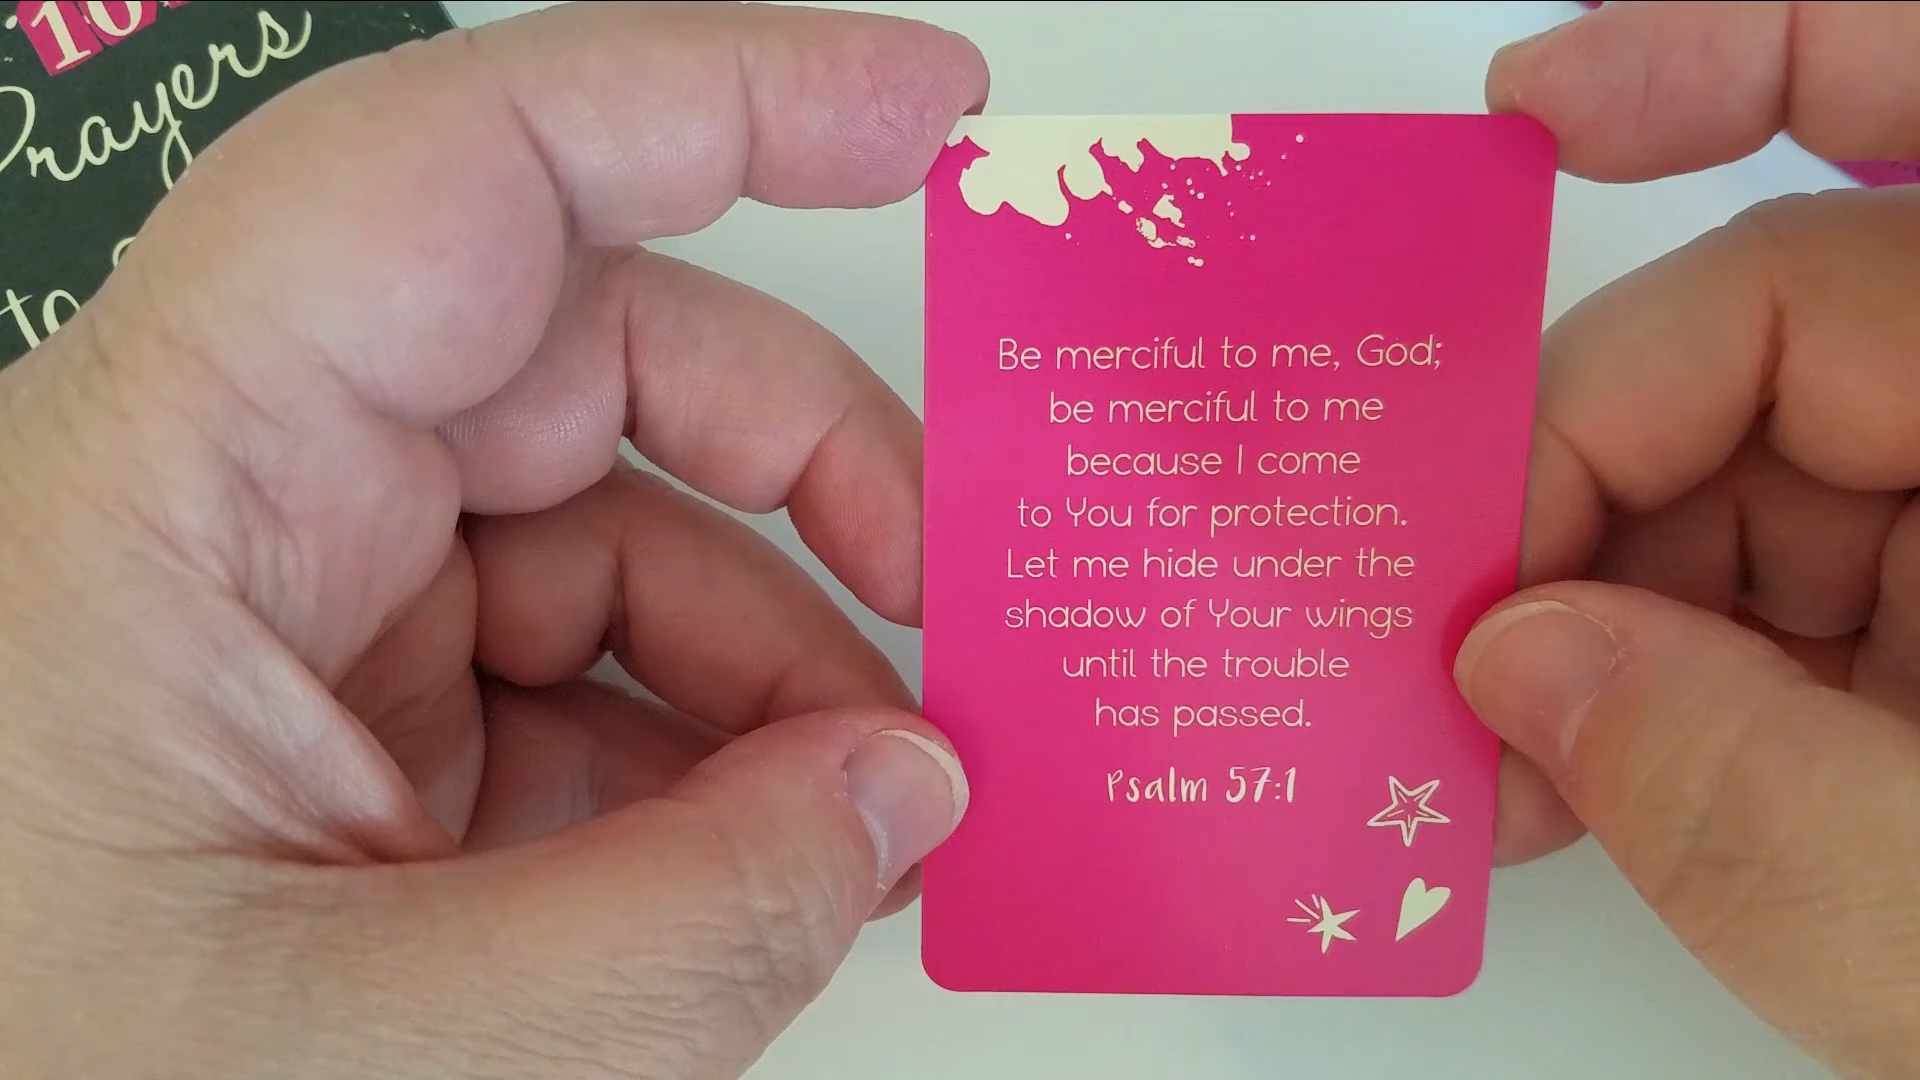 Prayers
to
Be merciful to me, God;
be merciful to me
because I come
to You for protection.
Let me hide under the
shadow of Your wings
until the trouble
has passed.
Psalm 57:1